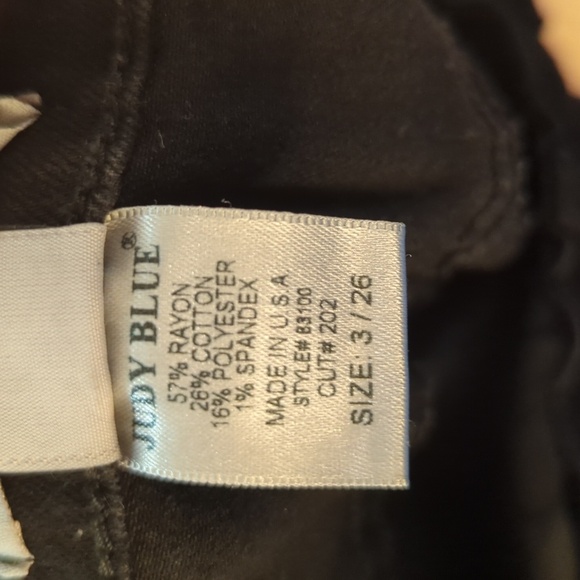 JUDY BLUE®
57% RAYON
26% COTTON
16% POLYESTER
1% SPANDEX
MADE IN U.S.A
STYLE# 83100
CUT# 202
SIZE: 3 / 26